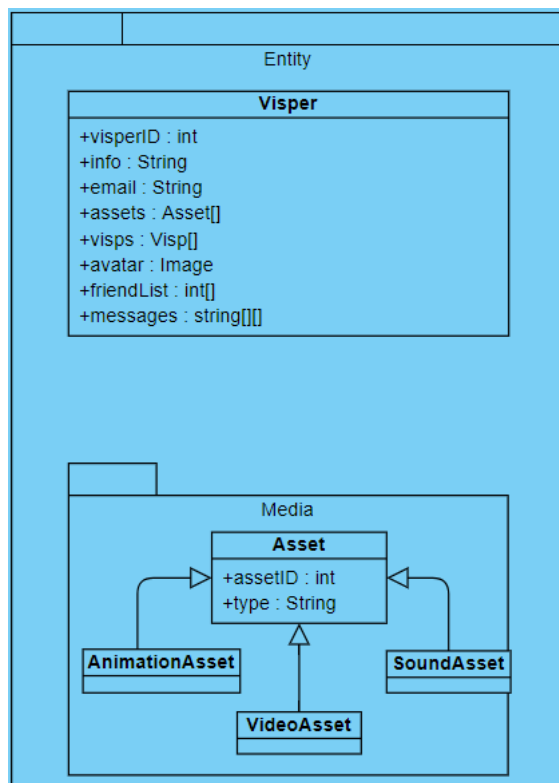 Entity
Visper
+visperID : int
+info : String
+email : String
+assets : Asset[]
+visps : Visp[]
+avatar : Image
+friendList : int[]
+messages : string[][]
Media
Asset
+assetID : int
+type : String
AnimationAsset
SoundAsset
VideoAsset